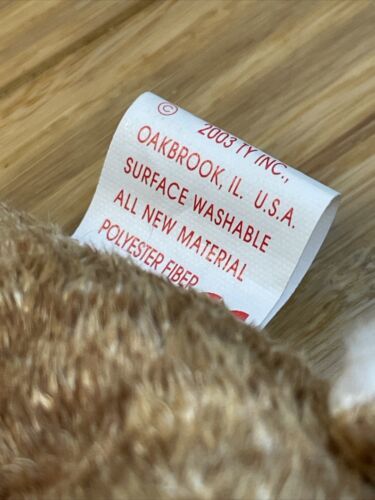 ©
2003 TY INC.,
OAKBROOK, IL. U.S.A.
SURFACE WASHABLE
ALL NEW MATERIAL
POLYESTER FIBER